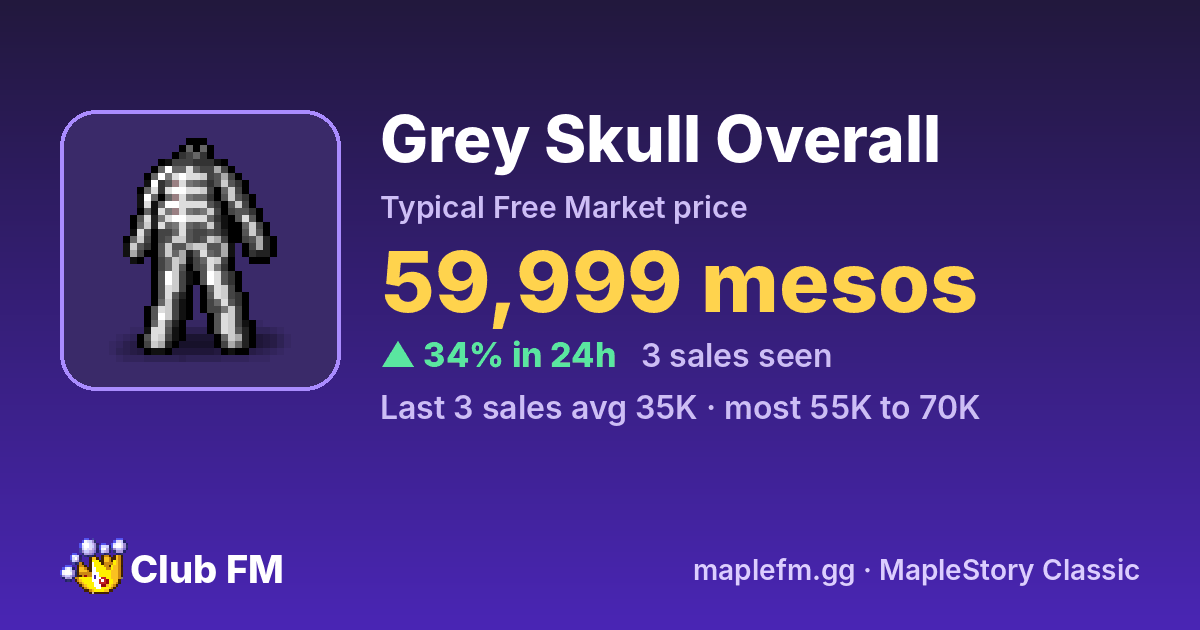 Grey Skull Overall
Typical Free Market price
59,999 mesos
▲ 34% in 24h 3 sales seen
Last 3 sales avg 35K · most 55K to 70K
Club FM
maplefm.gg · MapleStory Classic